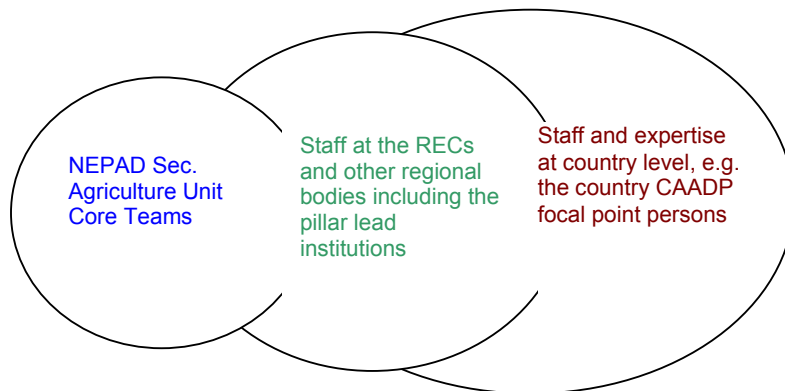 NEPAD Sec.
Agriculture Unit
Core Teams
Staff at the RECs
and other regional
bodies including the
pillar lead
institutions
Staff and expertise
at country level, e.g.
the country CAADP
focal point persons